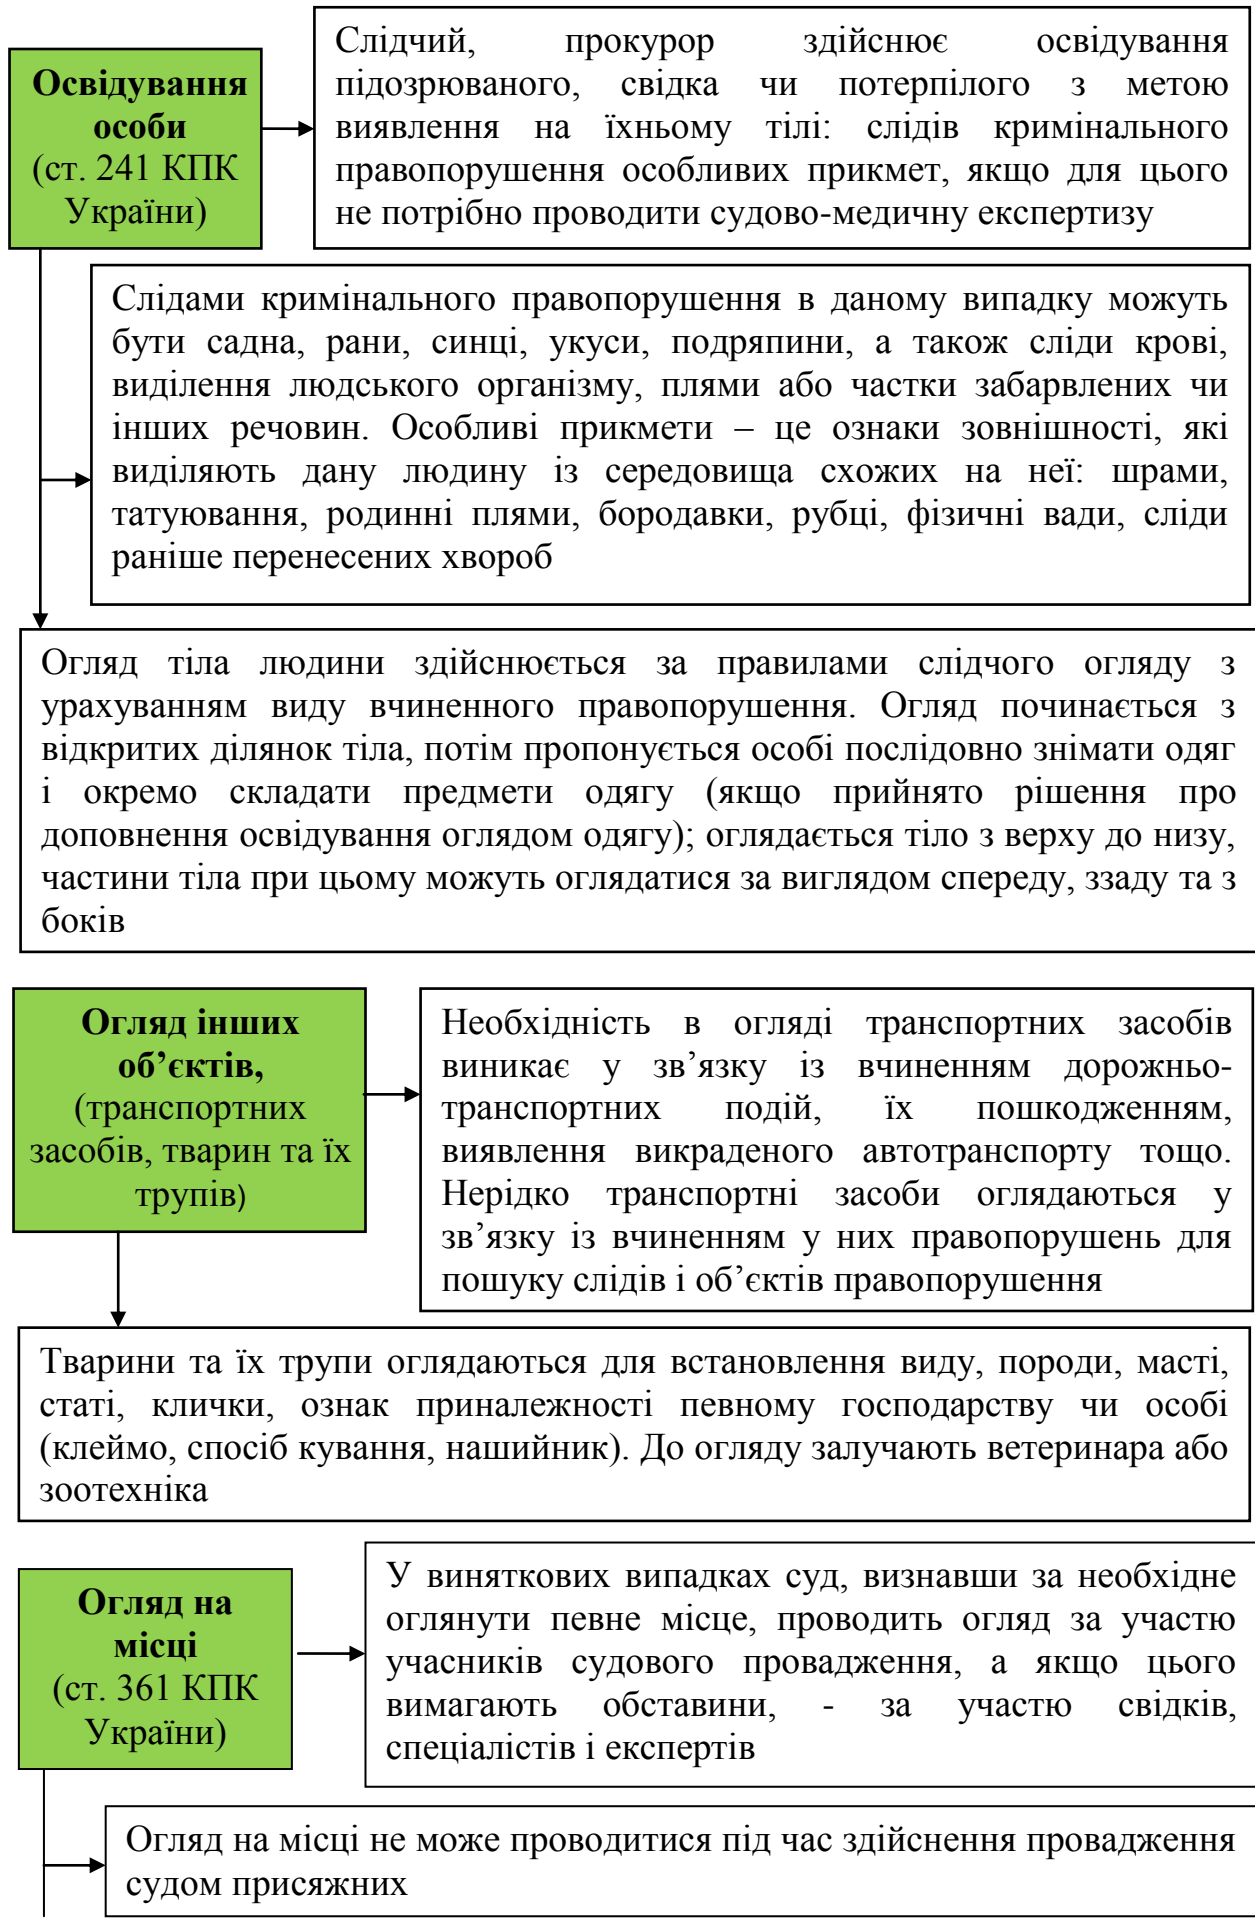 Освідування
особи
(ст. 241 КПК
України)
Слідчий, прокурор здійснює освідування
підозрюваного, свідка чи потерпілого з метою
виявлення на їхньому тілі: слідів кримінального
правопорушення особливих прикмет, якщо для цього
не потрібно проводити судово-медичну експертизу
Слідами кримінального правопорушення в даному випадку можуть
бути садна, рани, синці, укуси, подряпини, а також сліди крові,
виділення людського організму, плями або частки забарвлених чи
інших речовин. Особливі прикмети – це ознаки зовнішності, які
виділяють дану людину із середовища схожих на неї: шрами,
татуювання, родинні плями, бородавки, рубці, фізичні вади, сліди
раніше перенесених хвороб
Огляд тіла людини здійснюється за правилами слідчого огляду з
урахуванням виду вчиненного правопорушення. Огляд починається з
відкритих ділянок тіла, потім пропонується особі послідовно знімати одяг
і окремо складати предмети одягу (якщо прийнято рішення про
доповнення освідування оглядом одягу); оглядається тіло з верху до низу,
частини тіла при цьому можуть оглядатися за виглядом спереду, ззаду та з
боків
Огляд інших
об’єктів,
(транспортних
засобів, тварин та їх
трупів)
Необхідність в огляді транспортних засобів
виникає у зв’язку із вчиненням дорожньо-
транспортних подій, їх пошкодженням,
виявлення викраденого автотранспорту тощо.
Нерідко транспортні засоби оглядаються у
зв’язку із вчиненням у них правопорушень для
пошуку слідів і об’єктів правопорушення
Тварини та їх трупи оглядаються для встановлення виду, породи, масті,
статі, клички, ознак приналежності певному господарству чи особі
(клеймо, спосіб кування, нашийник). До огляду залучають ветеринара або
зоотехніка
Огляд на
місці
(ст. 361 КПК
України)
У виняткових випадках суд, визнавши за необхідне
оглянути певне місце, проводить огляд за участю
учасників судового провадження, а якщо цього
вимагають обставини, - за участю свідків,
спеціалістів і експертів
Огляд на місці не може проводитися під час здійснення провадження
судом присяжних